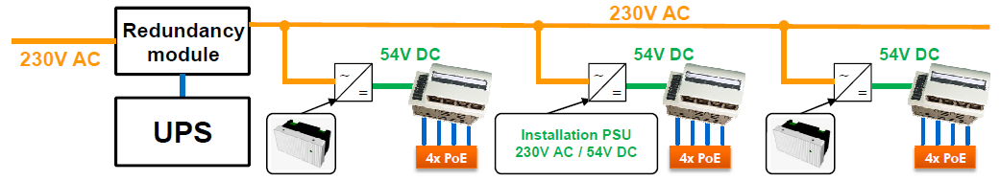 230V AC
Redundancy
module
UPS
230V AC
54V DC
~
=
4x PoE
54V DC
~
=
Installation PSU
230V AC / 54V DC
4x PoE
54V DC
~
=
4x PoE